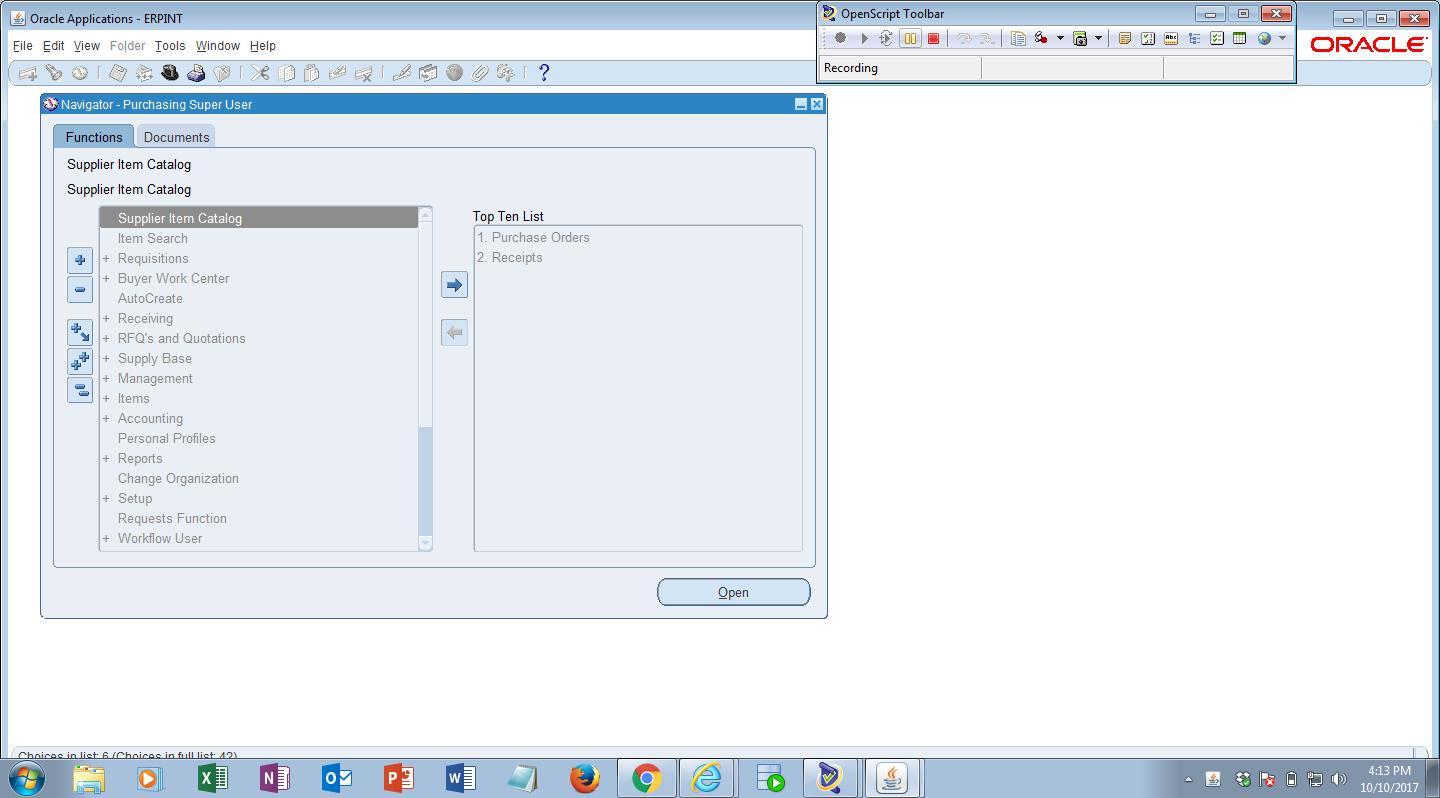 Oracle Applications - ERPINT
OpenScript Toolbar
File Edit View Folder Tools Window Help
ORACLE
Recording
Navigator - Purchasing Super User
Functions Documents
Supplier Item Catalog
Supplier Item Catalog
Supplier Item Catalog
Item Search
+ Requisitions
+ Buyer Work Center
AutoCreate
+ Receiving
+ RFQ's and Quotations
+ Supply Base
+ Management
+ Items
+ Accounting
Personal Profiles
+ Reports
Change Organization
+ Setup
Requests Function
+ Workflow User
Top Ten List
1. Purchase Orders
2. Receipts
Open
Choices in list: 6 (Choices in full list: 42)
4:13 PM
10/10/2017